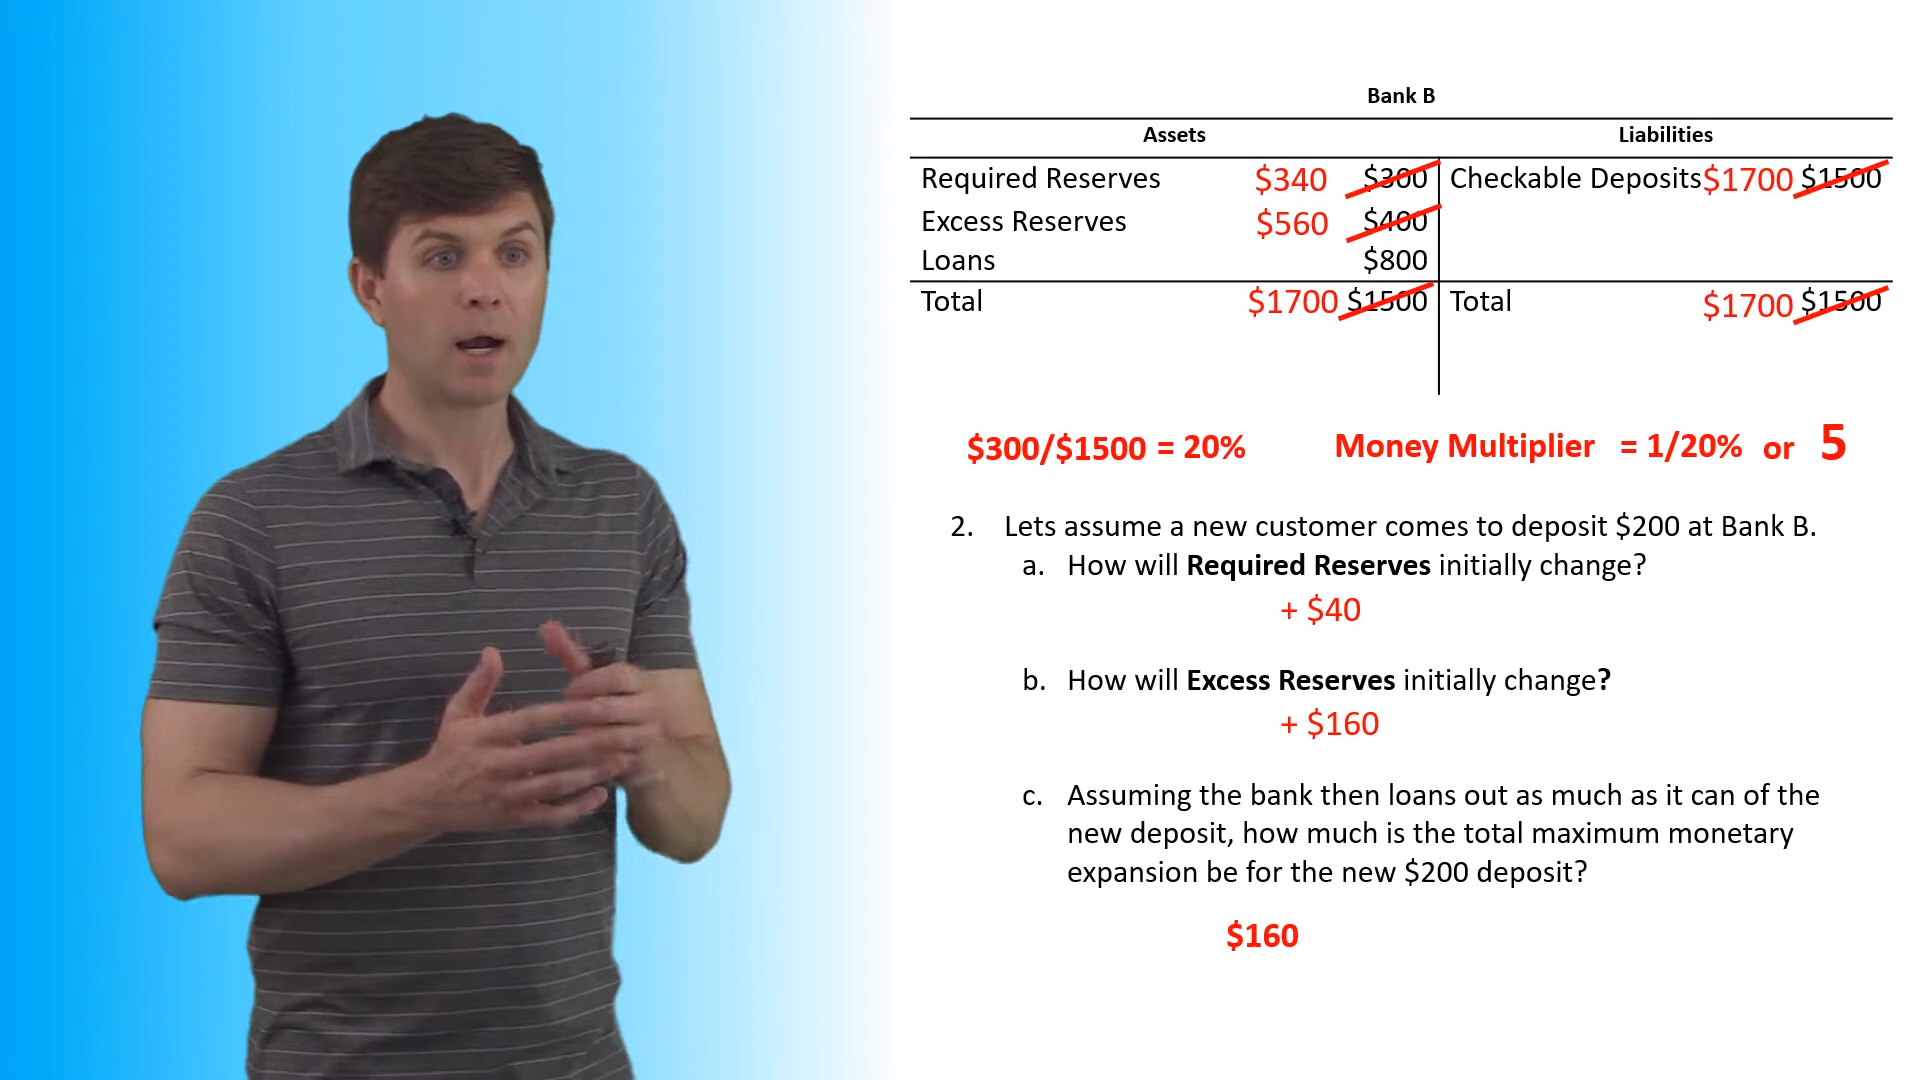 Bank B
Assets Liabilities
Required Reserves $340 $300 Checkable Deposits $1700 $1500
Excess Reserves $560 $400
Loans $800
Total $1700 $1500 Total $1700 $1500
$300/$1500 = 20% Money Multiplier = 1/20% or 5
2. Lets assume a new customer comes to deposit $200 at Bank B.
a. How will Required Reserves initially change?
+ $40
b. How will Excess Reserves initially change?
+ $160
c. Assuming the bank then loans out as much as it can of the
new deposit, how much is the total maximum monetary
expansion be for the new $200 deposit?
$160